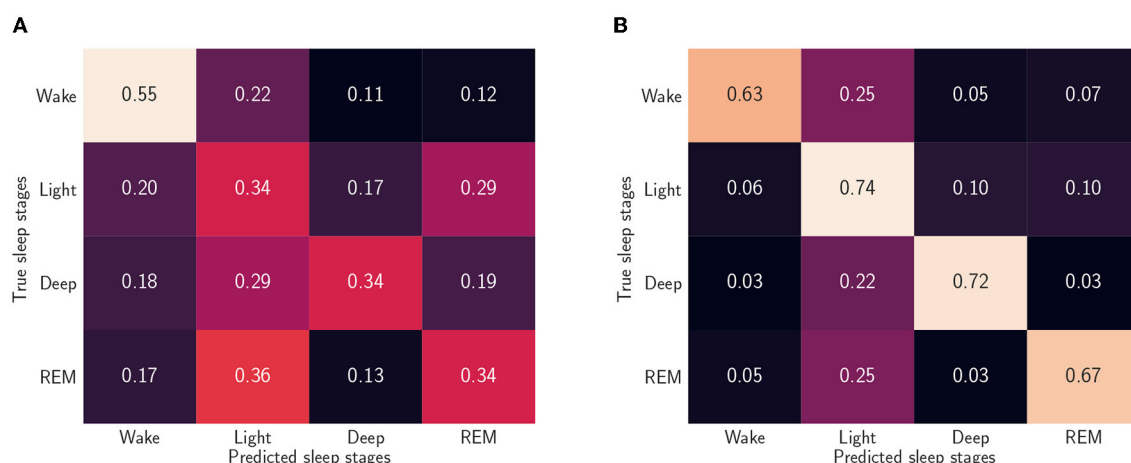 A
True sleep stages
Wake 0.55 0.22 0.11 0.12
Light 0.20 0.34 0.17 0.29
Deep 0.18 0.29 0.34 0.19
REM 0.17 0.36 0.13 0.34
Wake Light Deep REM
Predicted sleep stages
B
True sleep stages
Wake 0.63 0.25 0.05 0.07
Light 0.06 0.74 0.10 0.10
Deep 0.03 0.22 0.72 0.03
REM 0.05 0.25 0.03 0.67
Wake Light Deep REM
Predicted sleep stages